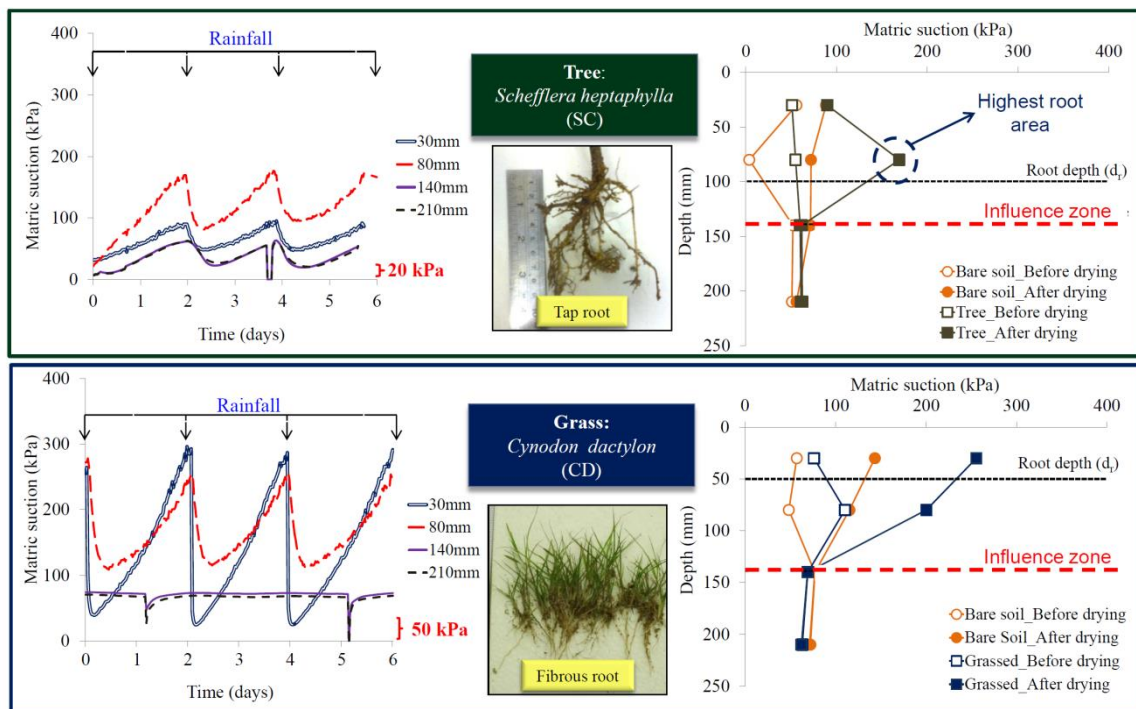 Rainfall
400
300
200
100
0
Matric suction (kPa)
0 1 2 3 4 5 6
Time (days)
30mm
80mm
140mm
210mm
20 kPa
Tree:
Schefflera heptaphylla
(SC)
Tap root
Matric suction (kPa)
0 100 200 300 400
0
50
100
150
200
250
Depth (mm)
Highest root
area
Root depth (dr)
Influence zone
Bare soil_Before drying
Bare soil_After drying
Tree_Before drying
Tree_After drying
Rainfall
400
300
200
100
0
Matric suction (kPa)
0 1 2 3 4 5 6
Time (days)
30mm
80mm
140mm
210mm
50 kPa
Grass:
Cynodon dactylon
(CD)
Fibrous root
Matric suction (kPa)
0 100 200 300 400
0
50
100
150
200
250
Depth (mm)
Root depth (dr)
Influence zone
Bare soil_Before drying
Bare Soil_After drying
Grassed_Before drying
Grassed_After drying